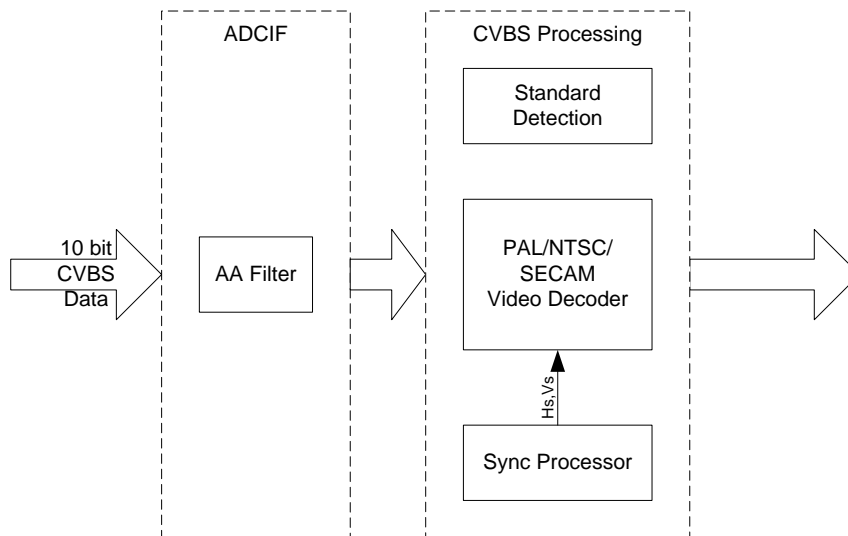 ADCIF
CVBS Processing
Standard
Detection
10 bit
CVBS
Data
AA Filter
PAL/NTSC/
SECAM
Video Decoder
Hs,Vs
Sync Processor